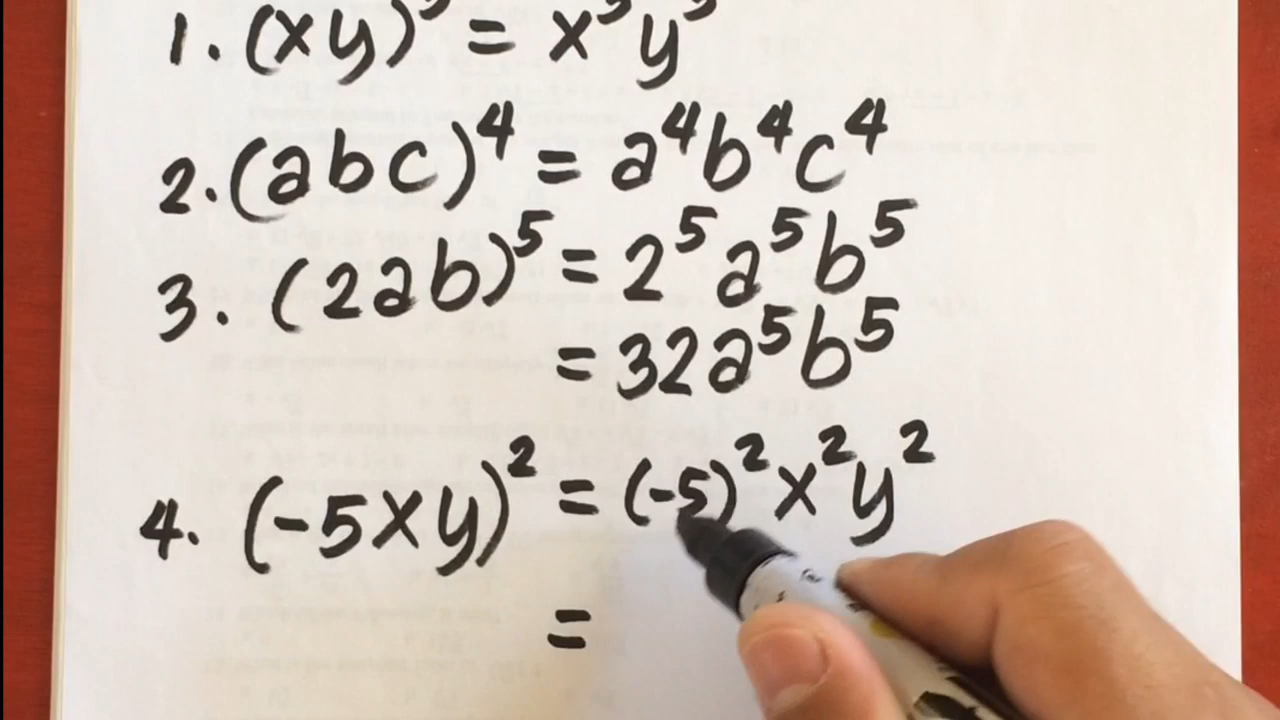 1. (xy)³ = x³y³
2. (abc)⁴ = a⁴b⁴c⁴
3. (2ab)⁵ = 2⁵a⁵b⁵
= 32a⁵b⁵
4. (-5xy)² = (-5)²x²y²
=